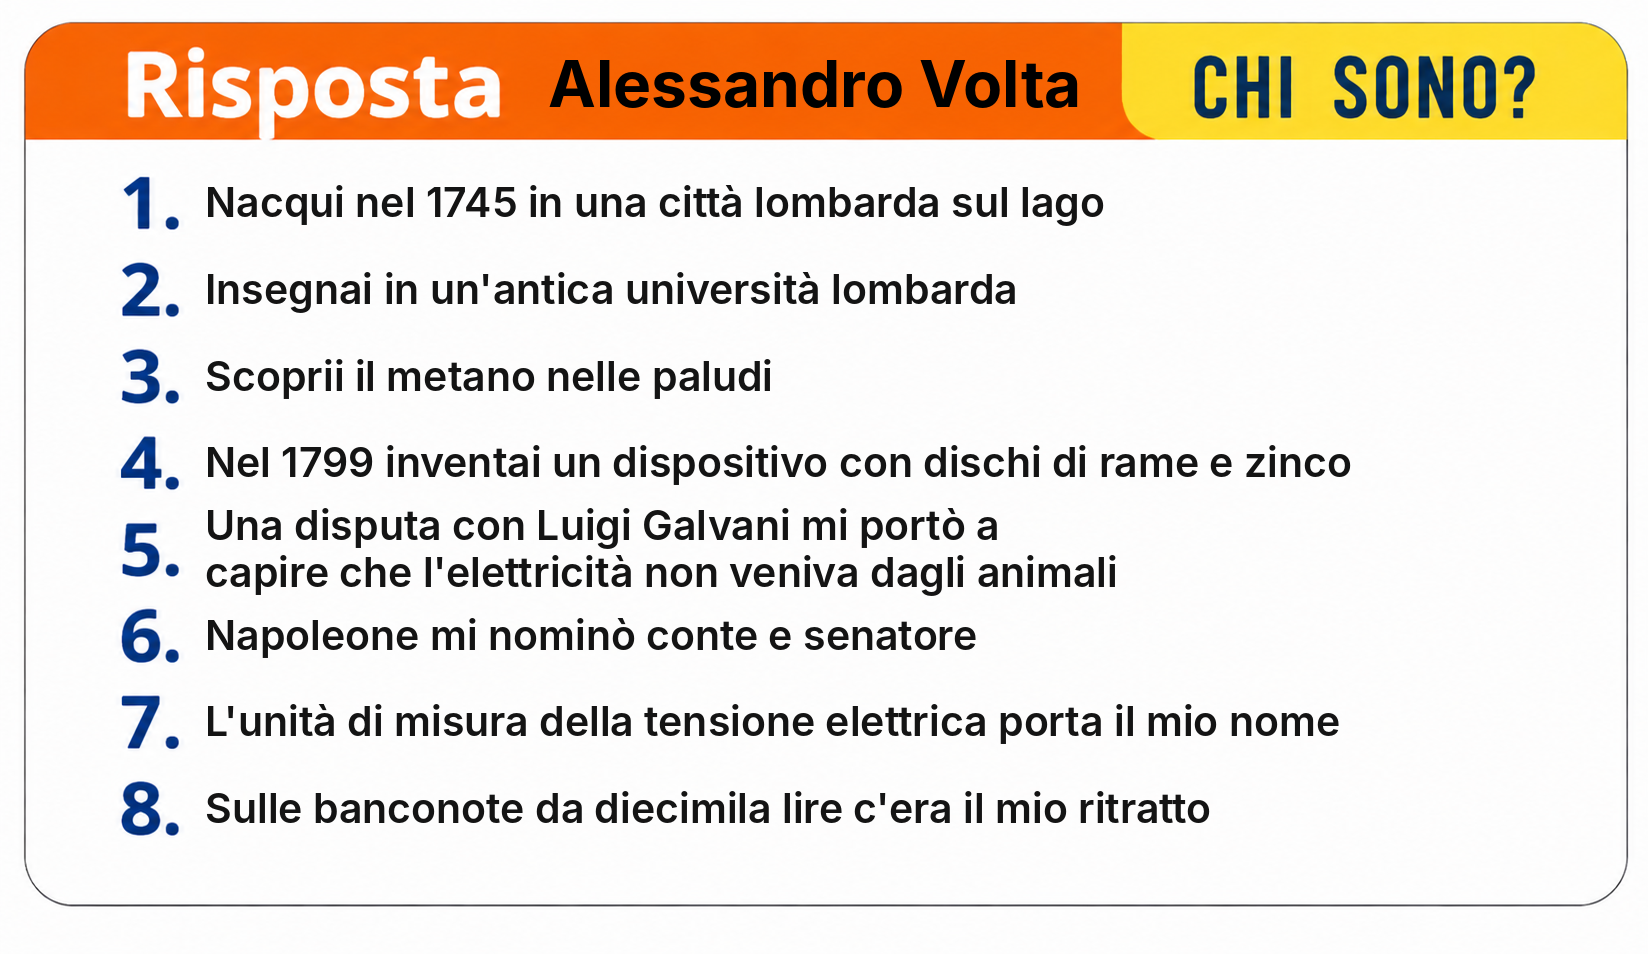 Risposta Alessandro Volta CHI SONO?
1. Nacqui nel 1745 in una città lombarda sul lago
2. Insegnai in un'antica università lombarda
3. Scoprii il metano nelle paludi
4. Nel 1799 inventai un dispositivo con dischi di rame e zinco
5. Una disputa con Luigi Galvani mi portò a
capire che l'elettricità non veniva dagli animali
6. Napoleone mi nominò conte e senatore
7. L'unità di misura della tensione elettrica porta il mio nome
8. Sulle banconote da diecimila lire c'era il mio ritratto